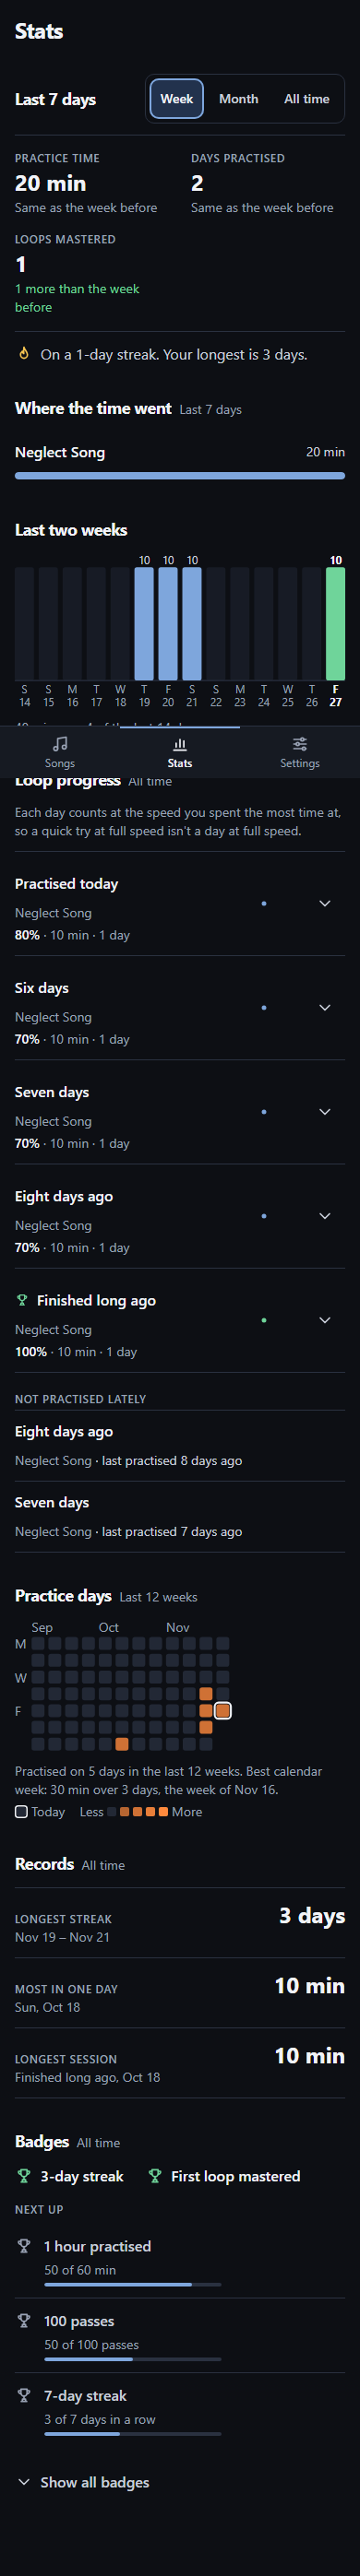 Stats
Last 7 days
Week
Month
All time
PRACTICE TIME
20 min
Same as the week before
DAYS PRACTISED
2
Same as the week before
LOOPS MASTERED
1
1 more than the week
before
On a 1-day streak. Your longest is 3 days.
Where the time went Last 7 days
Neglect Song 20 min
Last two weeks
10 10 10 10
S S M T W T F S S M T W T F
14 15 16 17 18 19 20 21 22 23 24 25 26 27
Songs
Stats
Settings
Loop progress All time
Each day counts at the speed you spent the most time at,
so a quick try at full speed isn't a day at full speed.
Practised today
Neglect Song
80% · 10 min · 1 day
Six days
Neglect Song
70% · 10 min · 1 day
Seven days
Neglect Song
70% · 10 min · 1 day
Eight days ago
Neglect Song
70% · 10 min · 1 day
Finished long ago
Neglect Song
100% · 10 min · 1 day
NOT PRACTISED LATELY
Eight days ago
Neglect Song · last practised 8 days ago
Seven days
Neglect Song · last practised 7 days ago
Practice days Last 12 weeks
Sep Oct Nov
M
W
F
Practised on 5 days in the last 12 weeks. Best calendar
week: 30 min over 3 days, the week of Nov 16.
Today Less More
Records All time
LONGEST STREAK
3 days
Nov 19 – Nov 21
MOST IN ONE DAY
10 min
Sun, Oct 18
LONGEST SESSION
10 min
Finished long ago, Oct 18
Badges All time
3-day streak
First loop mastered
NEXT UP
1 hour practised
50 of 60 min
100 passes
50 of 100 passes
7-day streak
3 of 7 days in a row
Show all badges